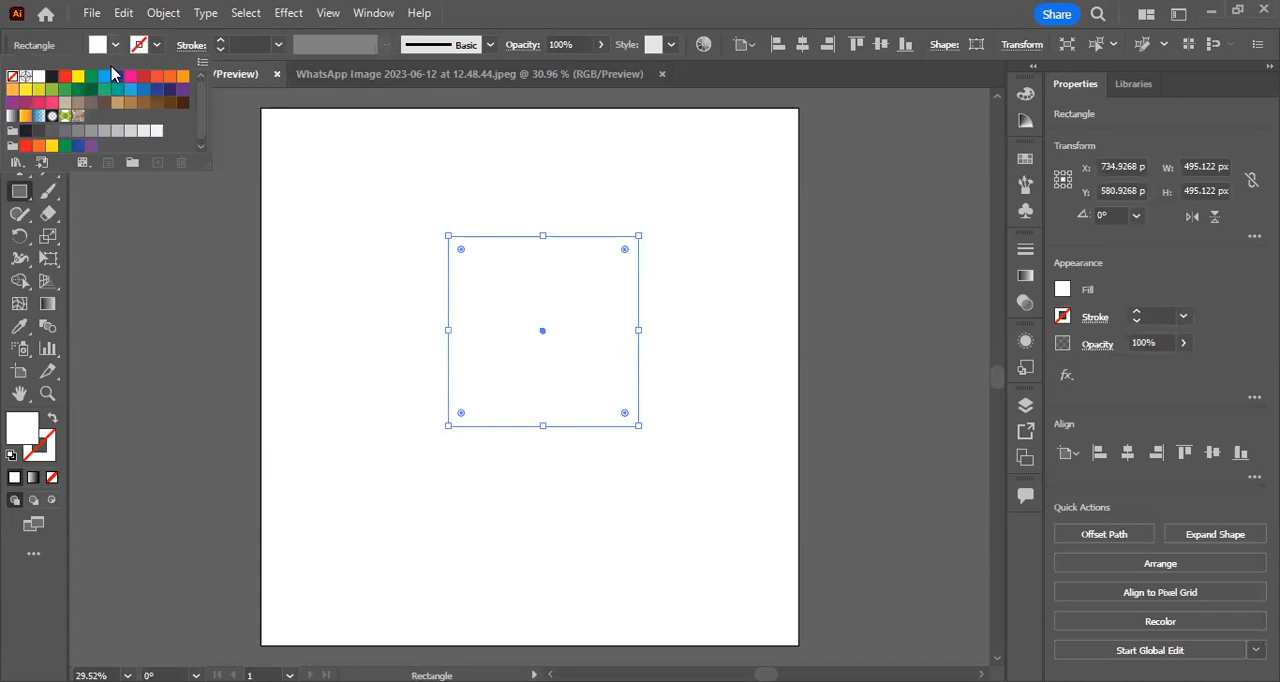 Ai File Edit Object Type Select Effect View Window Help Share
Rectangle Stroke: Basic Opacity: 100% Style: Shape: Transform
/Preview) × WhatsApp Image 2023-06-12 at 12.48.44.jpeg @ 30.96 % (RGB/Preview) ×
Properties Libraries
Rectangle
Transform
X: 734.9268 p W: 495.122 px
Y: 580.9268 p H: 495.122 px
0°
Appearance
Fill
Stroke
Opacity 100%
fx.
Align
Quick Actions
Offset Path Expand Shape
Arrange
Align to Pixel Grid
Recolor
Start Global Edit
29.52% 0° 1 Rectangle